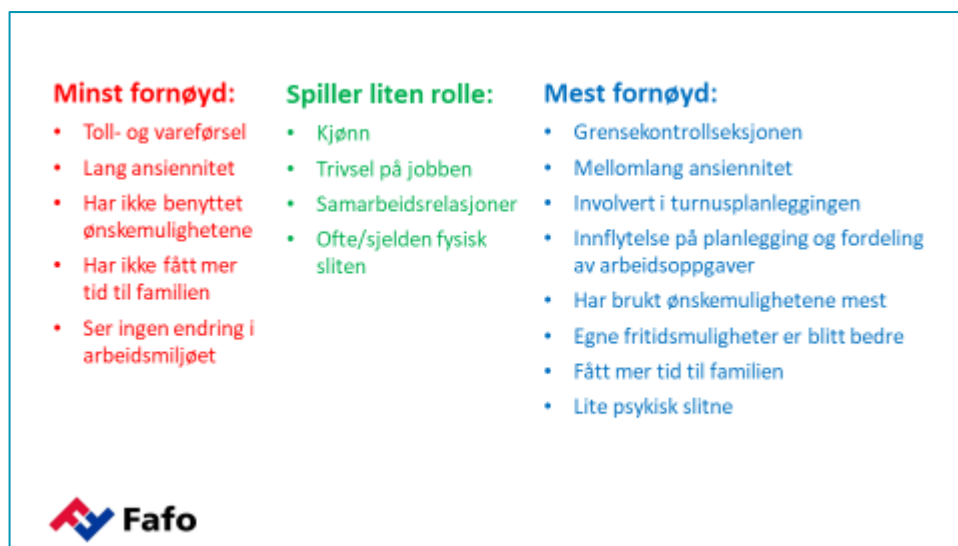 Minst fornøyd:
• Toll- og vareførsel
• Lang ansiennitet
• Har ikke benyttet
ønskemulighetene
• Har ikke fått mer
tid til familien
• Ser ingen endring i
arbeidsmiljøet
Spiller liten rolle:
• Kjønn
• Trivsel på jobben
• Samarbeidsrelasjoner
• Ofte/sjelden fysisk
sliten
Mest fornøyd:
• Grensekontrollseksjonen
• Mellomlang ansiennitet
• Involvert i turnusplanleggingen
• Innflytelse på planlegging og fordeling
av arbeidsoppgaver
• Har brukt ønskemulighetene mest
• Egne fritidsmuligheter er blitt bedre
• Fått mer tid til familien
• Lite psykisk slitne
Fafo